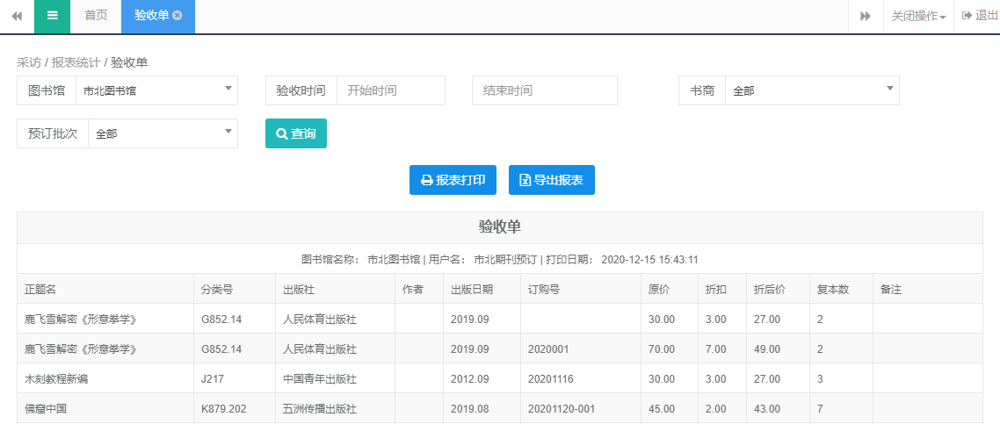 首页 验收单 关闭操作 退出
采访 / 报表统计 / 验收单
图书馆 市北图书馆 验收时间 开始时间 结束时间 书商 全部
预订批次 全部 查询
报表打印 导出报表
验收单
图书馆名称： 市北图书馆 | 用户名： 市北期刊预订 | 打印日期： 2020-12-15 15:43:11
正题名 分类号 出版社 作者 出版日期 订购号 原价 折扣 折后价 复本数 备注
鹿飞雪解密《形意拳学》 G852.14 人民体育出版社 2019.09 30.00 3.00 27.00 2
鹿飞雪解密《形意拳学》 G852.14 人民体育出版社 2019.09 2020001 70.00 7.00 49.00 2
木刻教程新编 J217 中国青年出版社 2012.09 20201116 30.00 3.00 27.00 3
佛窟中国 K879.202 五洲传播出版社 2019.08 20201120-001 45.00 2.00 43.00 7